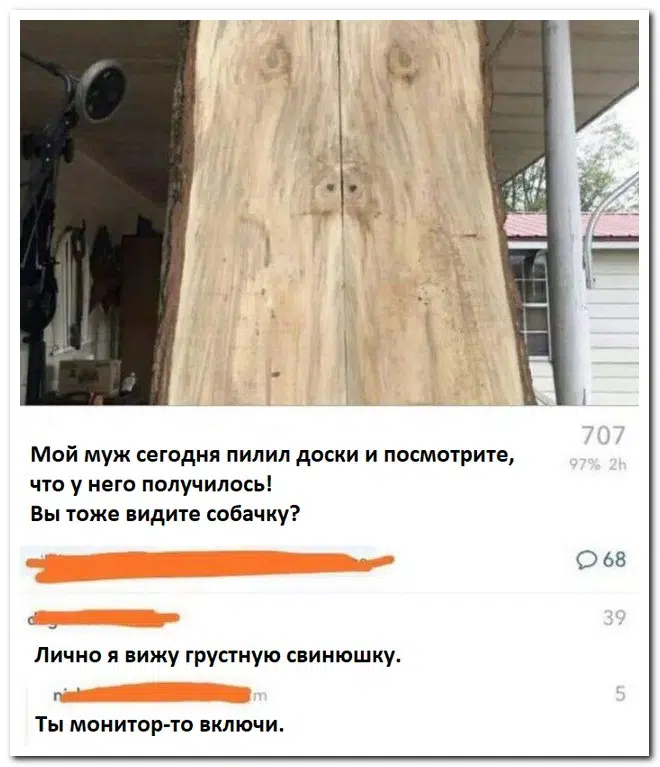 707
97% 2h
Мой муж сегодня пилил доски и посмотрите,
что у него получилось!
Вы тоже видите собачку?
68
39
Лично я вижу грустную свинюшку.
5
Ты монитор-то включи.